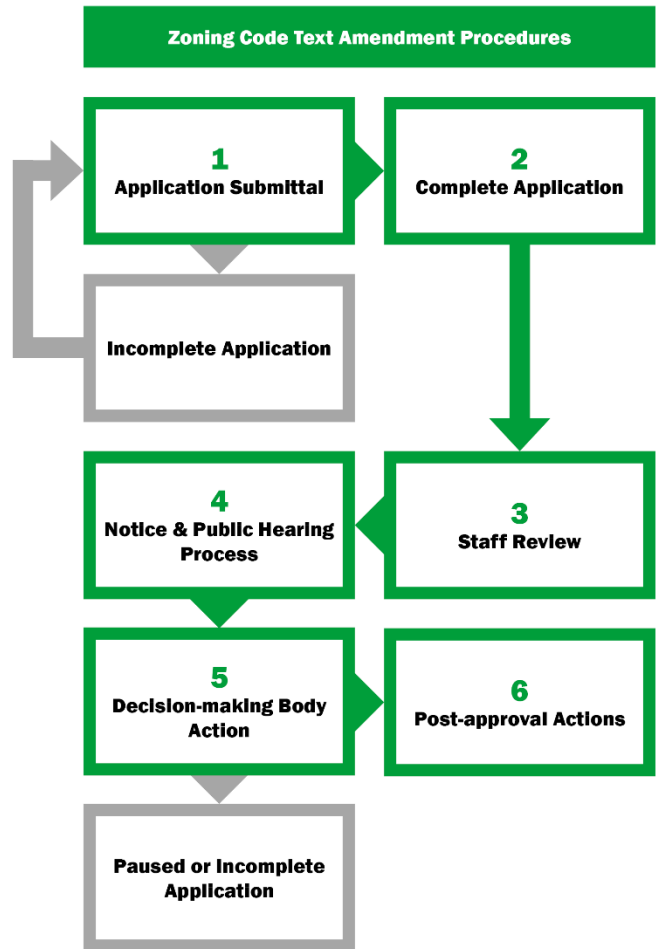 Zoning Code Text Amendment Procedures
1
Application Submittal
2
Complete Application
Incomplete Application
4
Notice & Public Hearing
Process
3
Staff Review
5
Decision-making Body
Action
6
Post-approval Actions
Paused or Incomplete
Application